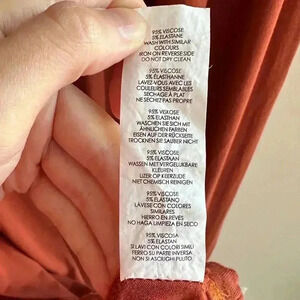 95% VISCOSE
5% ELASTANE
WASH WITH SIMILAR
COLOURS
IRON ON REVERSE SIDE
DO NOT DRY CLEAN
95% VISCOSE
5% ÉLASTHANNE
LAVEZ-VOUS AVEC LES
COULEURS SEMBLABLES
SÉCHAGE À PLAT
NE SÉCHEZ PAS PROPRE
95% VISKOSE
5% ELASTHAN
WASCHEN SIE SICH MIT
ÄHNLICHEN FARBEN
EISEN AUF DER RÜCKSEITE
TROCKNEN SIE SAUBER NICHT
95% VISCOSE
5% ELASTAAN
WASSEN MET VERGELIJKBARE
KLEUREN
IJZER OP KEERZIJDE
NIET CHEMISCH REINIGEN
95% VISCOSE
5% ELASTANO
LAVESE CON COLORES
SIMILARES
HIERRO EN REVES
NO HAGA LIMPIEZA EN SECO
95% VISCOSA
5% ELASTAN
SI LAVI CON COLORI SIMILI
FERRO SU PARTE INVERSA
NON SI ASCIUGHI PULITO